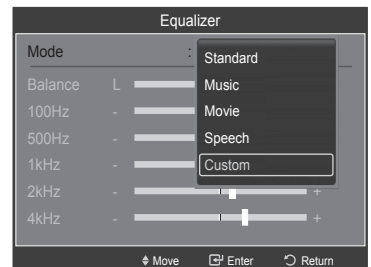 Equalizer
Mode : Standard
Balance L Music
100Hz - Movie
500Hz - Speech
1kHz - Custom
2kHz - +
4kHz - +
Move Enter Return